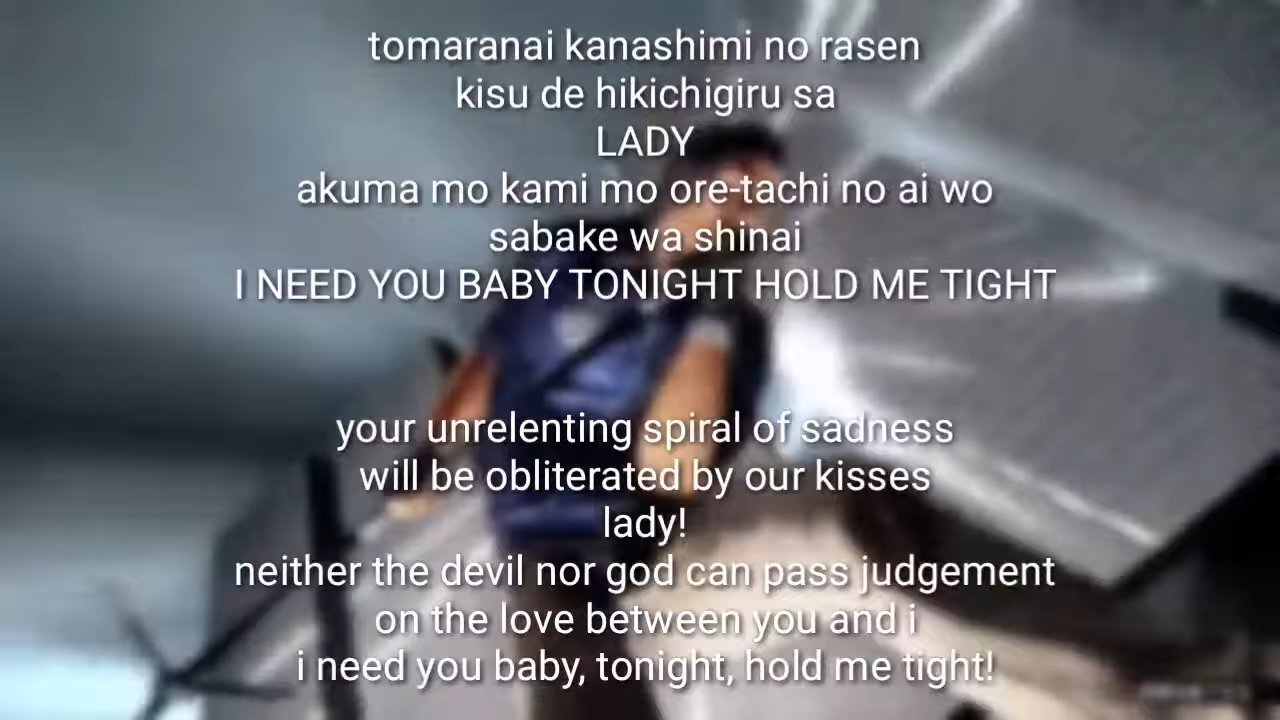 tomaranai kanashimi no rasen
kisu de hikichigiru sa
LADY
akuma mo kami mo ore-tachi no ai wo
sabake wa shinai
I NEED YOU BABY TONIGHT HOLD ME TIGHT
your unrelenting spiral of sadness
will be obliterated by our kisses
lady!
neither the devil nor god can pass judgement
on the love between you and i
i need you baby, tonight, hold me tight!